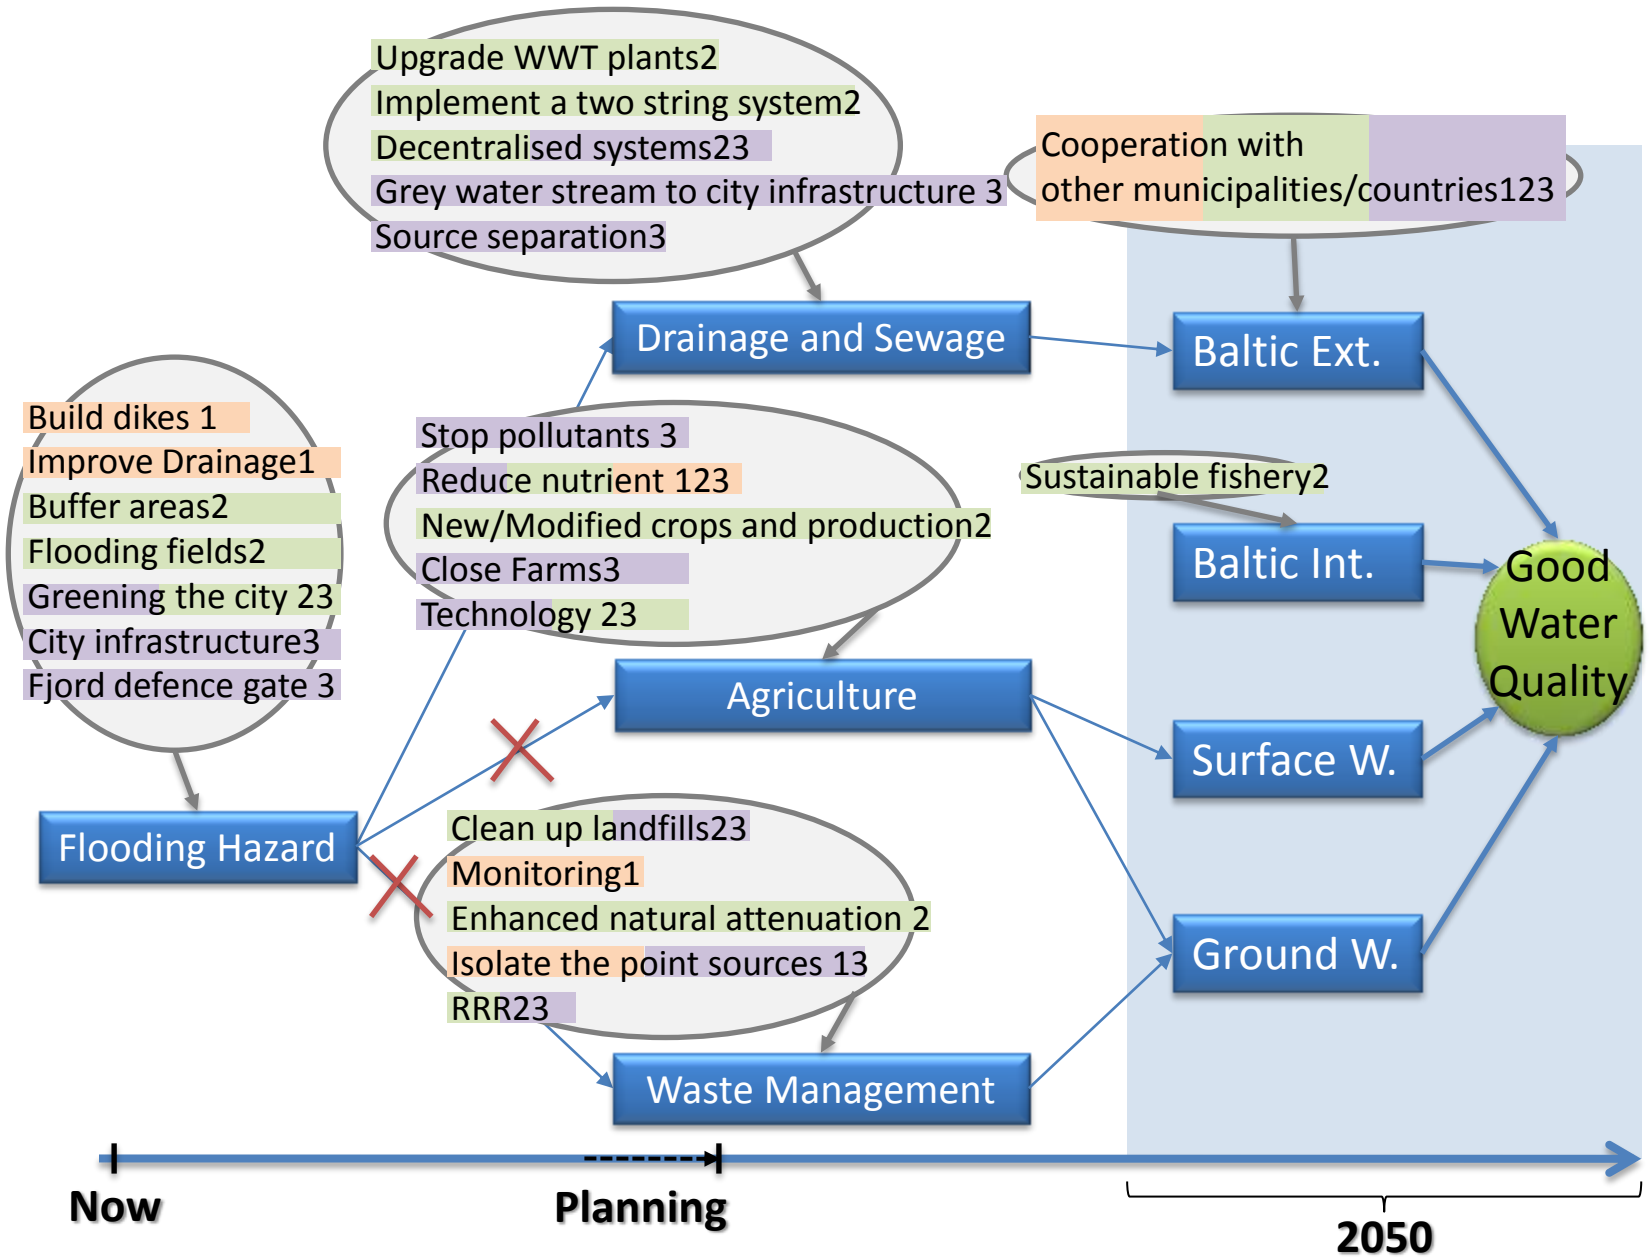 Upgrade WWT plants2
Implement a two string system2
Decentralised systems23
Grey water stream to city infrastructure 3
Source separation3
Cooperation with
other municipalities/countries123
Drainage and Sewage
Baltic Ext.
Build dikes 1
Improve Drainage1
Buffer areas2
Flooding fields2
Greening the city 23
City infrastructure3
Fjord defence gate 3
Stop pollutants 3
Reduce nutrient 123
New/Modified crops and production2
Close Farms3
Technology 23
Sustainable fishery2
Baltic Int.
Good
Water
Quality
Agriculture
Surface W.
Flooding Hazard
Clean up landfills23
Monitoring1
Enhanced natural attenuation 2
Isolate the point sources 13
RRR23
Ground W.
Waste Management
Now
Planning
2050